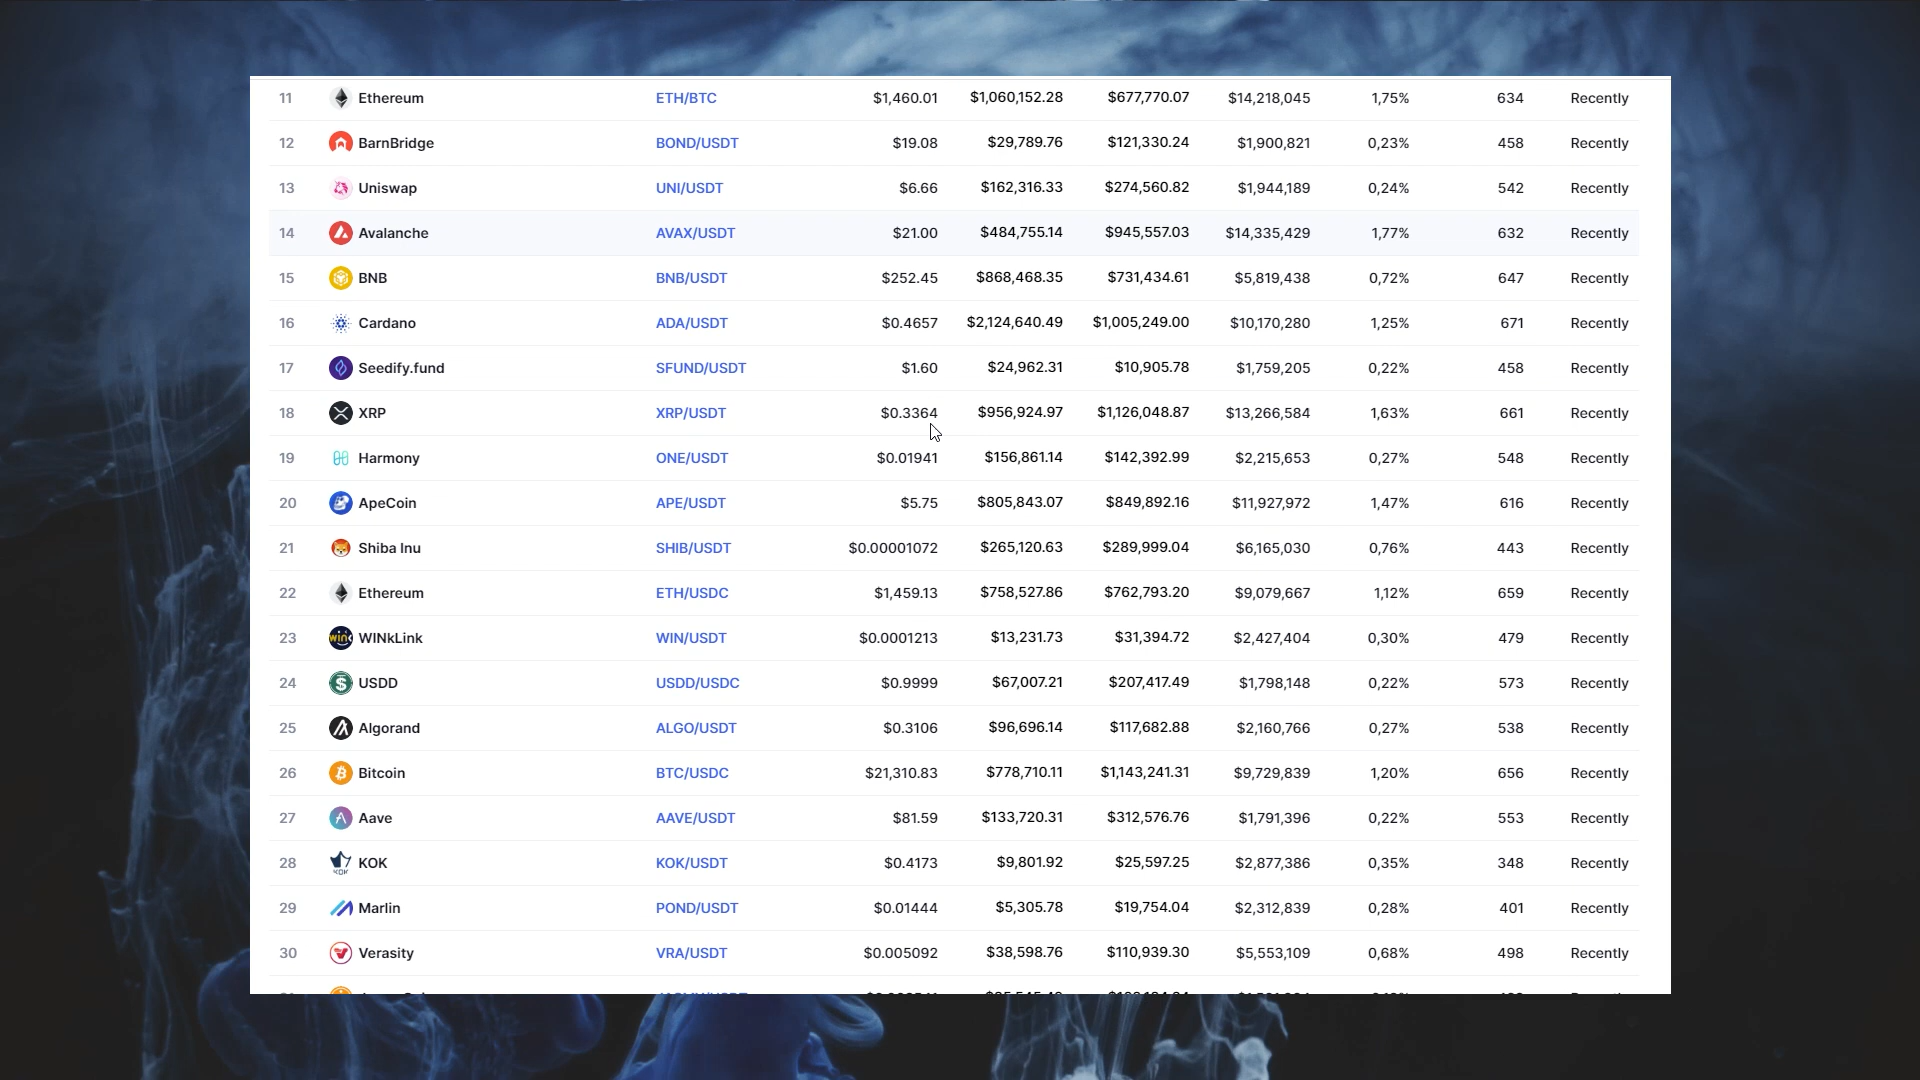 11 Ethereum ETH/BTC $1,460.01 $1,060,152.28 $677,770.07 $14,218,045 1,75% 634 Recently
12 BarnBridge BOND/USDT $19.08 $29,789.76 $121,330.24 $1,900,821 0,23% 458 Recently
13 Uniswap UNI/USDT $6.66 $162,316.33 $274,560.82 $1,944,189 0,24% 542 Recently
14 Avalanche AVAX/USDT $21.00 $484,755.14 $945,557.03 $14,335,429 1,77% 632 Recently
15 BNB BNB/USDT $252.45 $868,468.35 $731,434.61 $5,819,438 0,72% 647 Recently
16 Cardano ADA/USDT $0.4657 $2,124,640.49 $1,005,249.00 $10,170,280 1,25% 671 Recently
17 Seedify.fund SFUND/USDT $1.60 $24,962.31 $10,905.78 $1,759,205 0,22% 458 Recently
18 XRP XRP/USDT $0.3364 $956,924.97 $1,126,048.87 $13,266,584 1,63% 661 Recently
19 Harmony ONE/USDT $0.01941 $156,861.14 $142,392.99 $2,215,653 0,27% 548 Recently
20 ApeCoin APE/USDT $5.75 $805,843.07 $849,892.16 $11,927,972 1,47% 616 Recently
21 Shiba Inu SHIB/USDT $0.00001072 $265,120.63 $289,999.04 $6,165,030 0,76% 443 Recently
22 Ethereum ETH/USDC $1,459.13 $758,527.86 $762,793.20 $9,079,667 1,12% 659 Recently
23 WINkLink WIN/USDT $0.0001213 $13,231.73 $31,394.72 $2,427,404 0,30% 479 Recently
24 USDD USDD/USDC $0.9999 $67,007.21 $207,417.49 $1,798,148 0,22% 573 Recently
25 Algorand ALGO/USDT $0.3106 $96,696.14 $117,682.88 $2,160,766 0,27% 538 Recently
26 Bitcoin BTC/USDC $21,310.83 $778,710.11 $1,143,241.31 $9,729,839 1,20% 656 Recently
27 Aave AAVE/USDT $81.59 $133,720.31 $312,576.76 $1,791,396 0,22% 553 Recently
28 KOK KOK/USDT $0.4173 $9,801.92 $25,597.25 $2,877,386 0,35% 348 Recently
29 Marlin POND/USDT $0.01444 $5,305.78 $19,754.04 $2,312,839 0,28% 401 Recently
30 Verasity VRA/USDT $0.005092 $38,598.76 $110,939.30 $5,553,109 0,68% 498 Recently